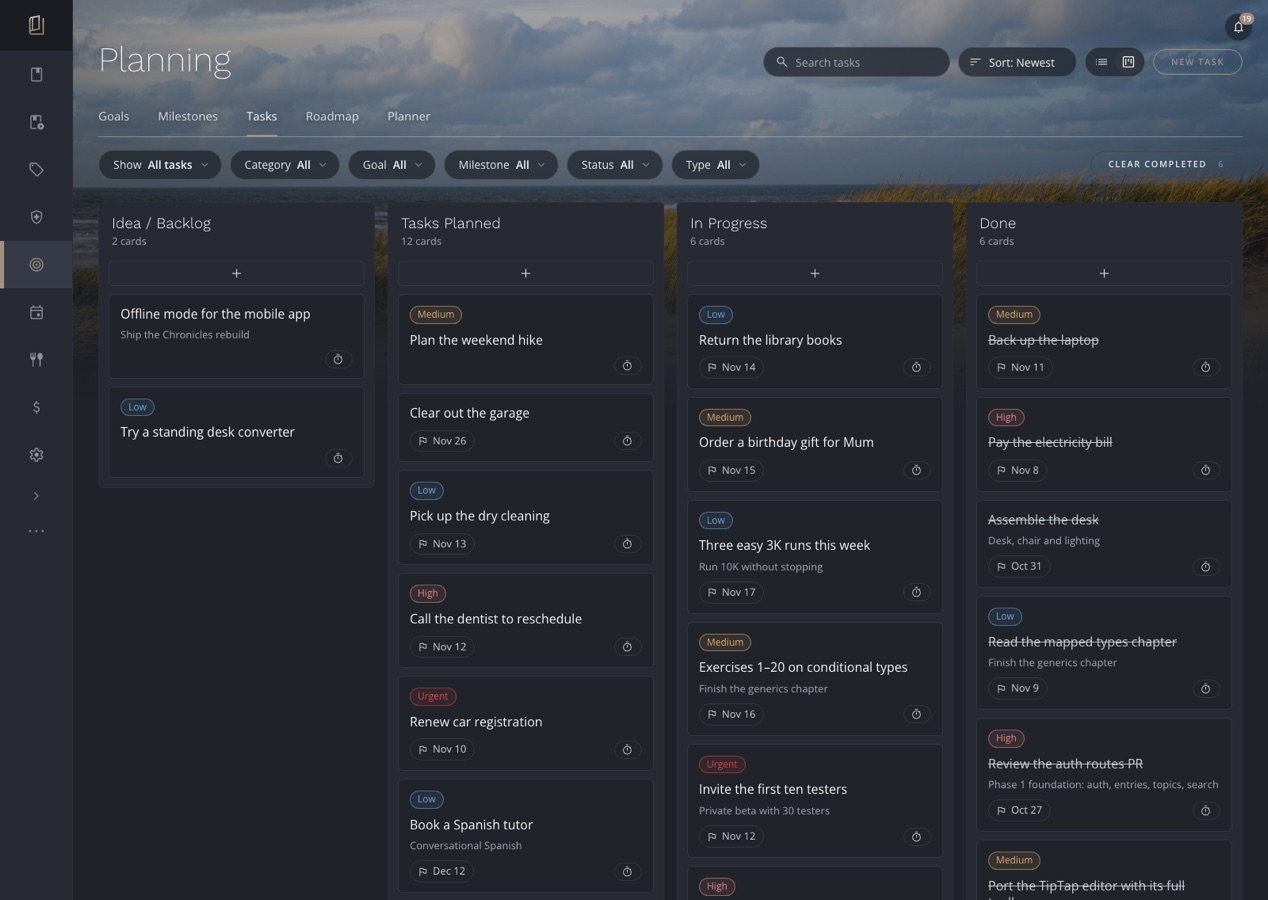 19
Planning
Search tasks
Sort: Newest
NEW TASK
Goals Milestones Tasks Roadmap Planner
Show All tasks Category All Goal All Milestone All Status All Type All
CLEAR COMPLETED 6
Idea / Backlog
2 cards
+
Offline mode for the mobile app
Ship the Chronicles rebuild
Low
Try a standing desk converter
Tasks Planned
12 cards
+
Medium
Plan the weekend hike
Clear out the garage
Nov 26
Low
Pick up the dry cleaning
Nov 13
High
Call the dentist to reschedule
Nov 12
Urgent
Renew car registration
Nov 10
Low
Book a Spanish tutor
Conversational Spanish
Dec 12
In Progress
6 cards
+
Low
Return the library books
Nov 14
Medium
Order a birthday gift for Mum
Nov 15
Low
Three easy 3K runs this week
Run 10K without stopping
Nov 17
Medium
Exercises 1–20 on conditional types
Finish the generics chapter
Nov 16
Urgent
Invite the first ten testers
Private beta with 30 testers
Nov 12
High
Done
6 cards
+
Medium
Back up the laptop
Nov 11
High
Pay the electricity bill
Nov 8
Assemble the desk
Desk, chair and lighting
Oct 31
Low
Read the mapped types chapter
Finish the generics chapter
Nov 9
High
Review the auth routes PR
Phase 1 foundation: auth, entries, topics, search
Oct 27
Medium
Port the TipTap editor with its full